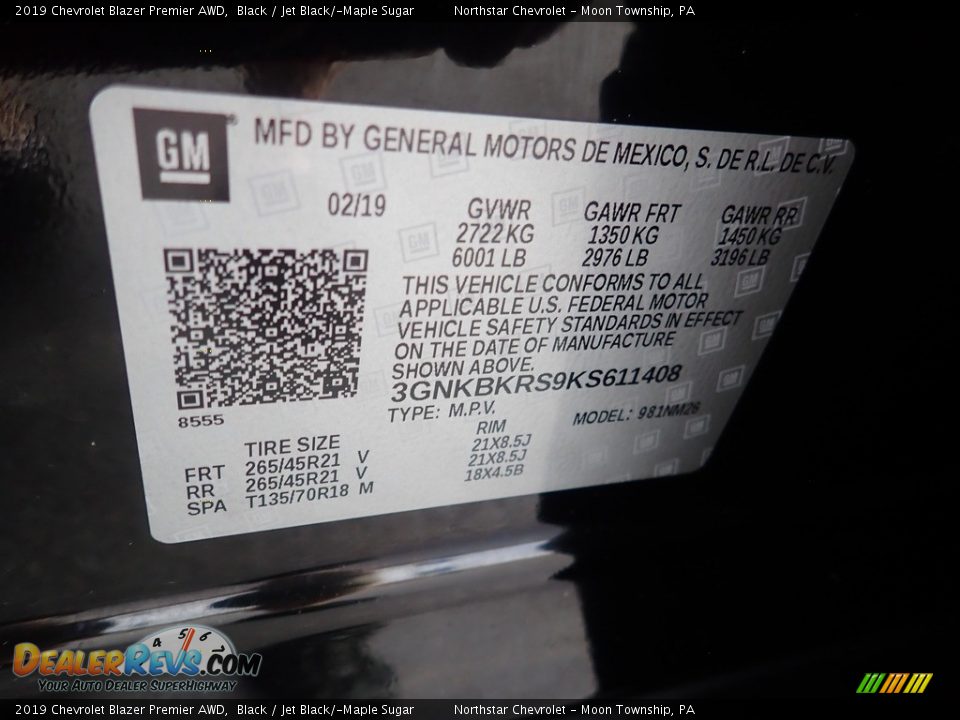 2019 Chevrolet Blazer Premier AWD,  Black / Jet Black/­Maple Sugar    Northstar Chevrolet - Moon Township, PA
GM® MFD BY GENERAL MOTORS DE MEXICO, S. DE R.L. DE C.V.
02/19 GVWR GAWR FRT GAWR RR
2722 KG 1350 KG 1450 KG
6001 LB 2976 LB 3196 LB
THIS VEHICLE CONFORMS TO ALL
APPLICABLE U.S. FEDERAL MOTOR
VEHICLE SAFETY STANDARDS IN EFFECT
ON THE DATE OF MANUFACTURE
SHOWN ABOVE.
3GNKBKRS9KS611408
8555 TYPE: M.P.V. MODEL: 981NM26
TIRE SIZE RIM
FRT 265/45R21 V 21X8.5J
RR 265/45R21 V 21X8.5J
SPA T135/70R18 M 18X4.5B
4 5 6
DEALERREVS.COM
YOUR AUTO DEALER SUPERHIGHWAY
2019 Chevrolet Blazer Premier AWD,  Black / Jet Black/­Maple Sugar    Northstar Chevrolet - Moon Township, PA